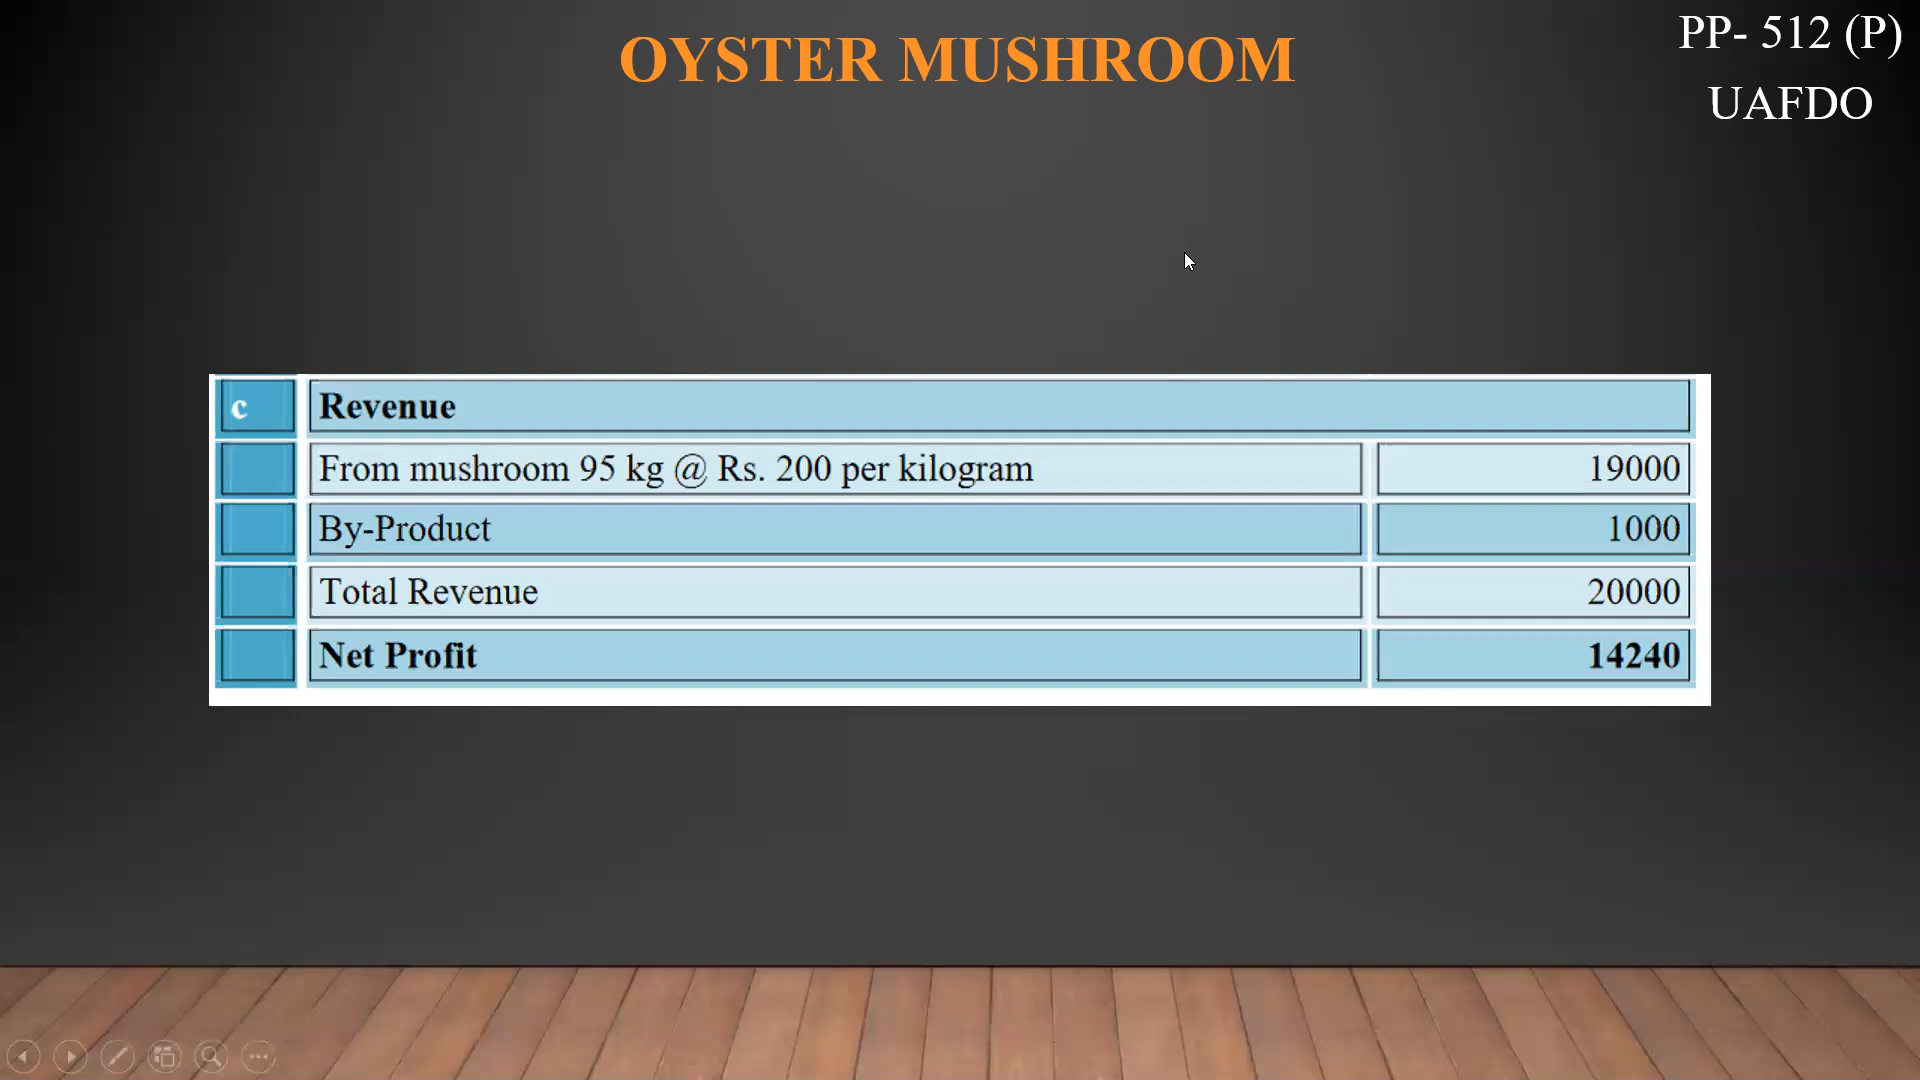 OYSTER MUSHROOM
PP- 512 (P)
UAFDO
c Revenue
From mushroom 95 kg @ Rs. 200 per kilogram 19000
By-Product 1000
Total Revenue 20000
Net Profit 14240